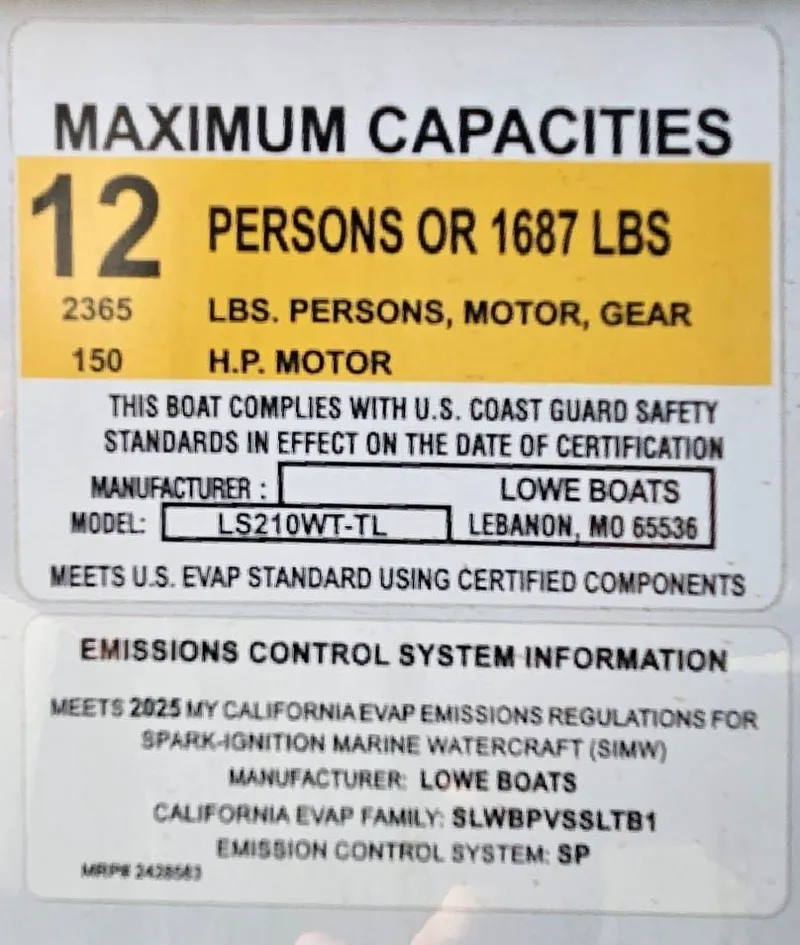 MAXIMUM CAPACITIES
12 PERSONS OR 1687 LBS
2365 LBS. PERSONS, MOTOR, GEAR
150 H.P. MOTOR
THIS BOAT COMPLIES WITH U.S. COAST GUARD SAFETY
STANDARDS IN EFFECT ON THE DATE OF CERTIFICATION
MANUFACTURER : LOWE BOATS
MODEL: LS210WT-TL LEBANON, MO 65536
MEETS U.S. EVAP STANDARD USING CERTIFIED COMPONENTS
EMISSIONS CONTROL SYSTEM INFORMATION
MEETS 2025 MY CALIFORNIA EVAP EMISSIONS REGULATIONS FOR
SPARK-IGNITION MARINE WATERCRAFT (SIMW)
MANUFACTURER: LOWE BOATS
CALIFORNIA EVAP FAMILY: SLWBPVSSLTB1
EMISSION CONTROL SYSTEM: SP